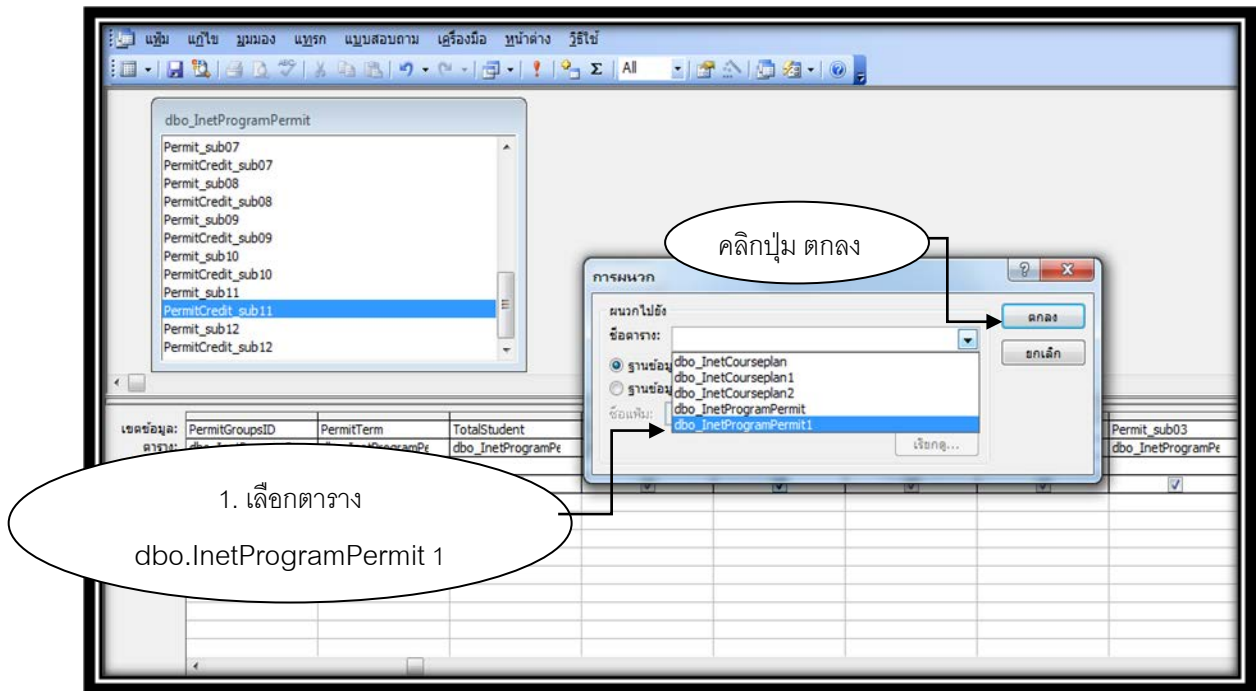 แฟ้ม แก้ไข มุมมอง แทรก แบบสอบถาม เครื่องมือ หน้าต่าง วิธีใช้
All
dbo_InetProgramPermit
Permit_sub07
PermitCredit_sub07
Permit_sub08
PermitCredit_sub08
Permit_sub09
PermitCredit_sub09
Permit_sub10
PermitCredit_sub10
Permit_sub11
PermitCredit_sub11
Permit_sub12
PermitCredit_sub12
คลิกปุ่ม ตกลง
การผนวก
ผนวกไปยัง
ชื่อตาราง:
ตกลง
ยกเลิก
dbo_InetCourseplan
dbo_InetCourseplan1
dbo_InetCourseplan2
dbo_InetProgramPermit
dbo_InetProgramPermit1
ชื่อแฟ้ม:
เรียกดู...
เขตข้อมูล: PermitGroupsID PermitTerm TotalStudent Permit_sub03
ตาราง: dbo_InetProgramPe dbo_InetProgramPe
1. เลือกตาราง
dbo.InetProgramPermit 1